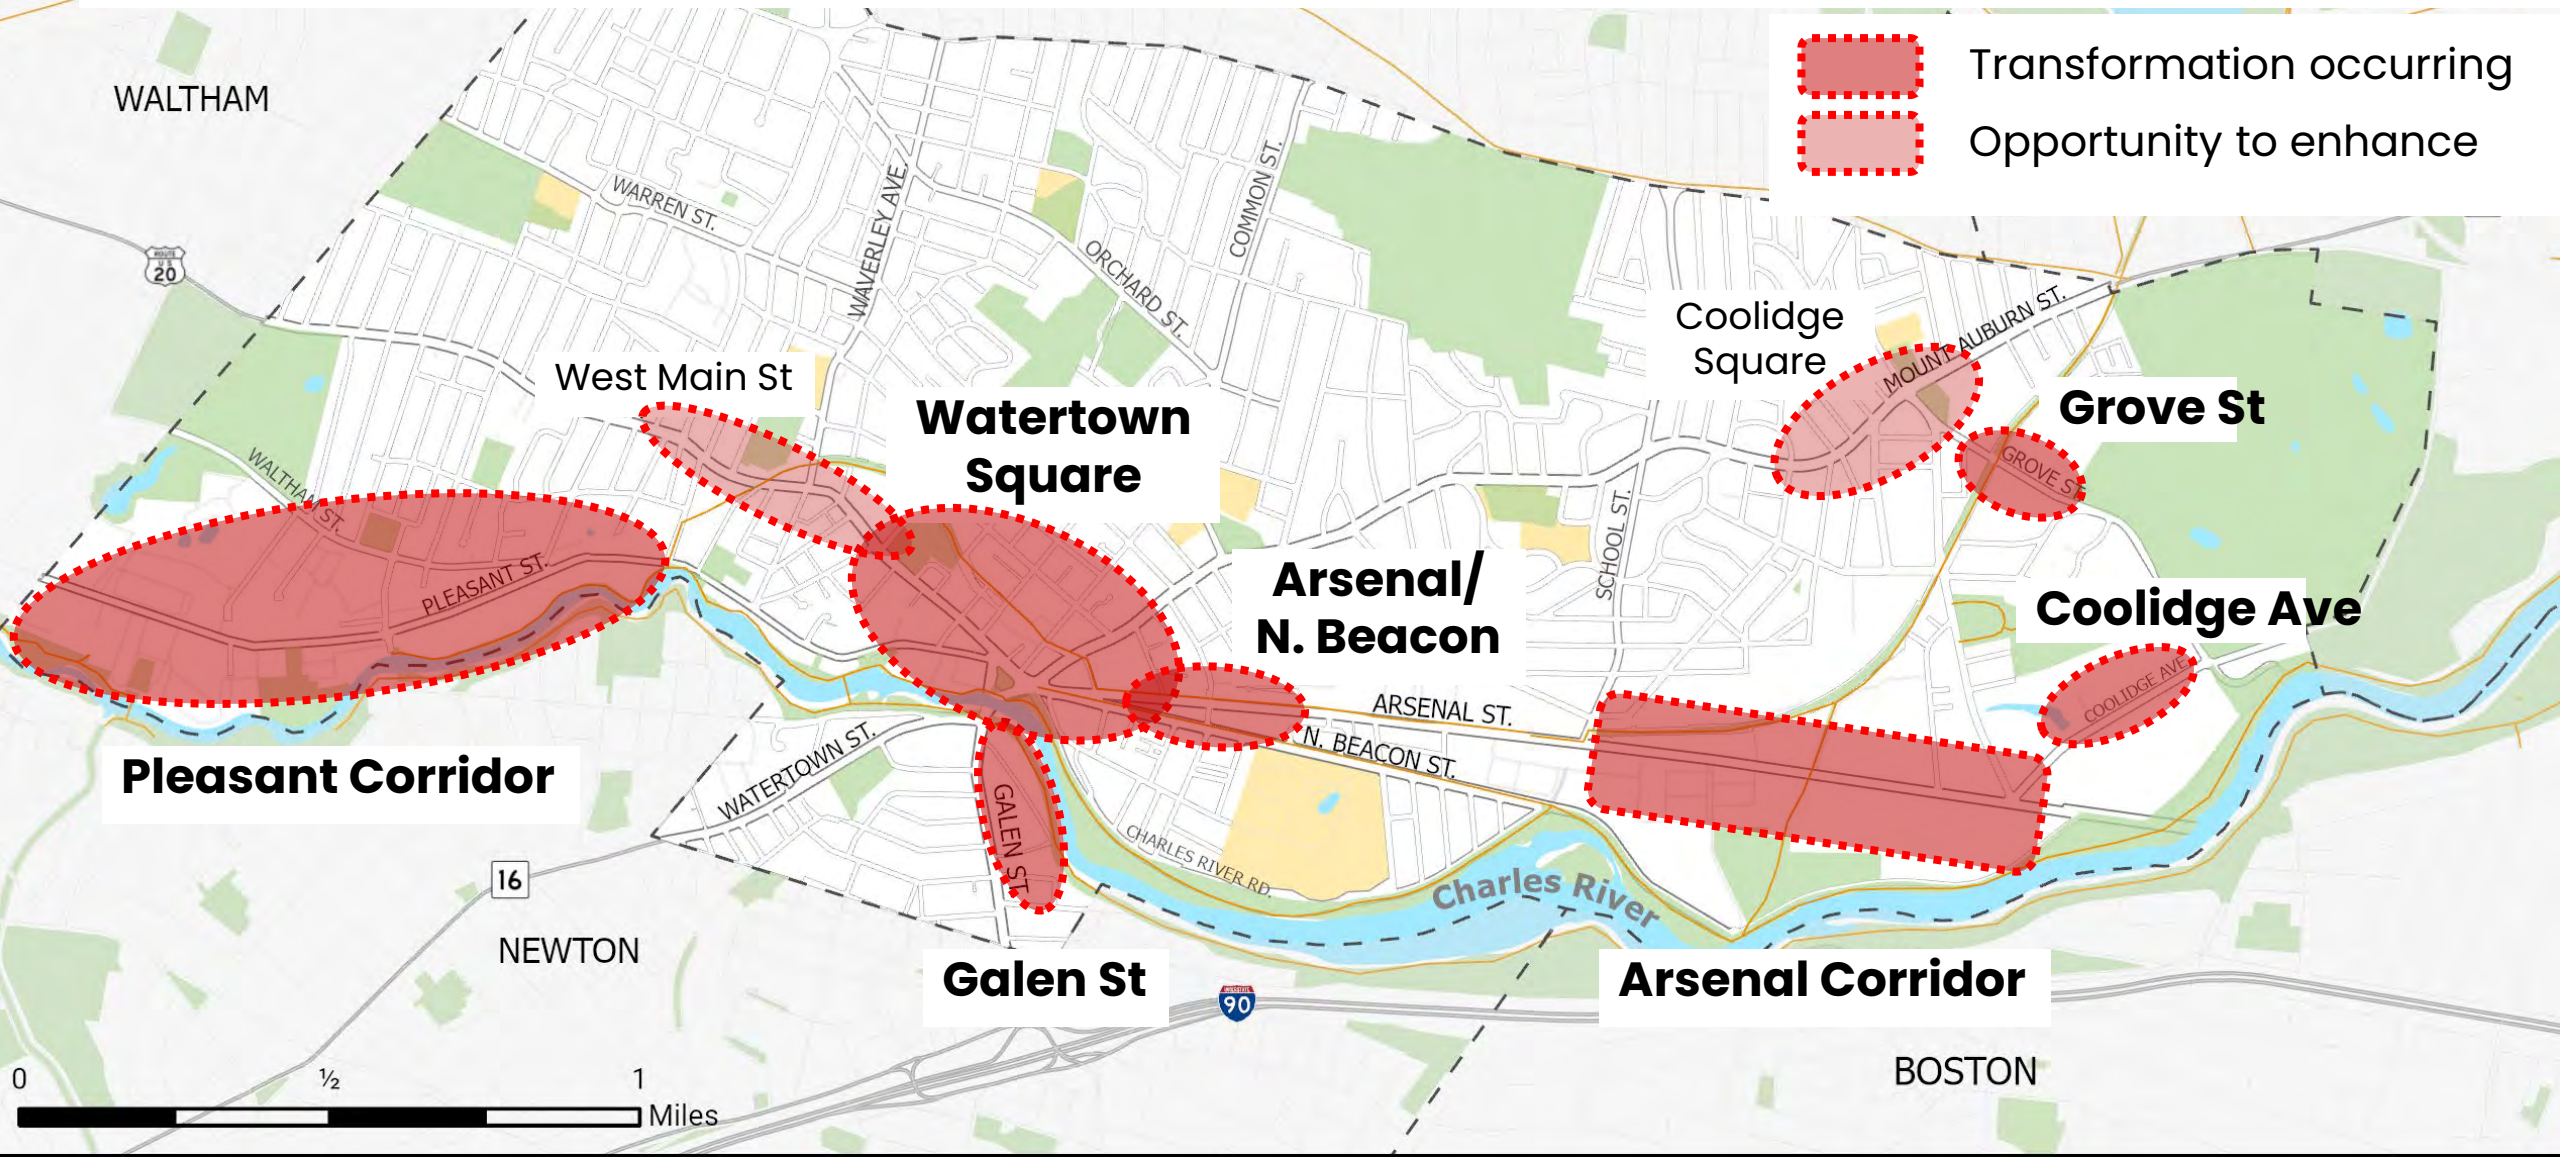 Transformation occurring
Opportunity to enhance
WALTHAM
WARREN ST.
WAVERLEY AVE.
COMMON ST.
ORCHARD ST.
ROUTE
U S
20
Coolidge
Square
MOUNT AUBURN ST.
West Main St
Watertown
Square
Grove St
GROVE ST.
WALTHAM ST.
SCHOOL ST.
PLEASANT ST.
Arsenal/
N. Beacon
Coolidge Ave
COOLIDGE AVE.
ARSENAL ST.
N. BEACON ST.
WATERTOWN ST.
Pleasant Corridor
GALEN ST.
CHARLES RIVER RD.
Charles River
16
NEWTON
Galen St
INTERSTATE
90
Arsenal Corridor
BOSTON
0 ½ 1
Miles